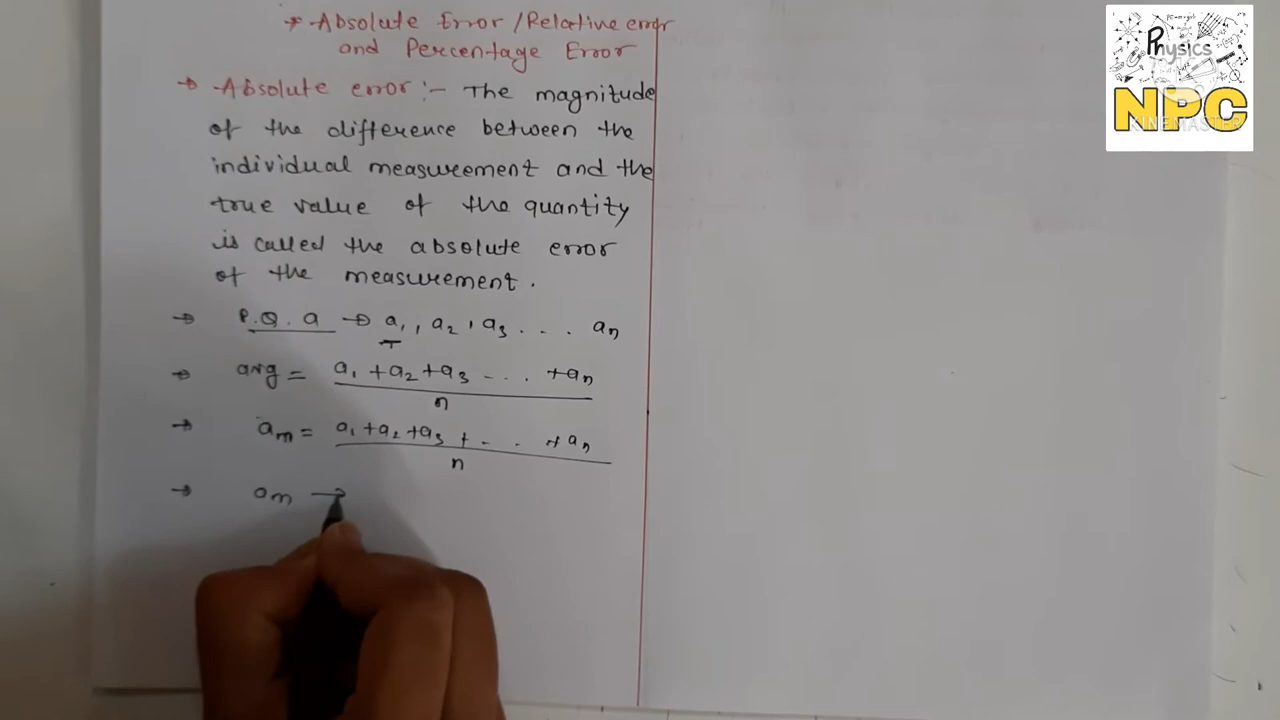 * Absolute Error / Relative error
and Percentage Error
→ Absolute error :- The magnitude
of the difference between the
individual measurement and the
true value of the quantity
is called the absolute error
of the measurement.
→ P.Q. a → a₁, a₂, a₃ . . . aₙ
→ avg = a₁ + a₂ + a₃ - . . . + aₙ
n
→ aₘ = a₁ + a₂ + a₃ + - . . + aₙ
n
→ aₘ →
Physics
NPC
KINEMASTER